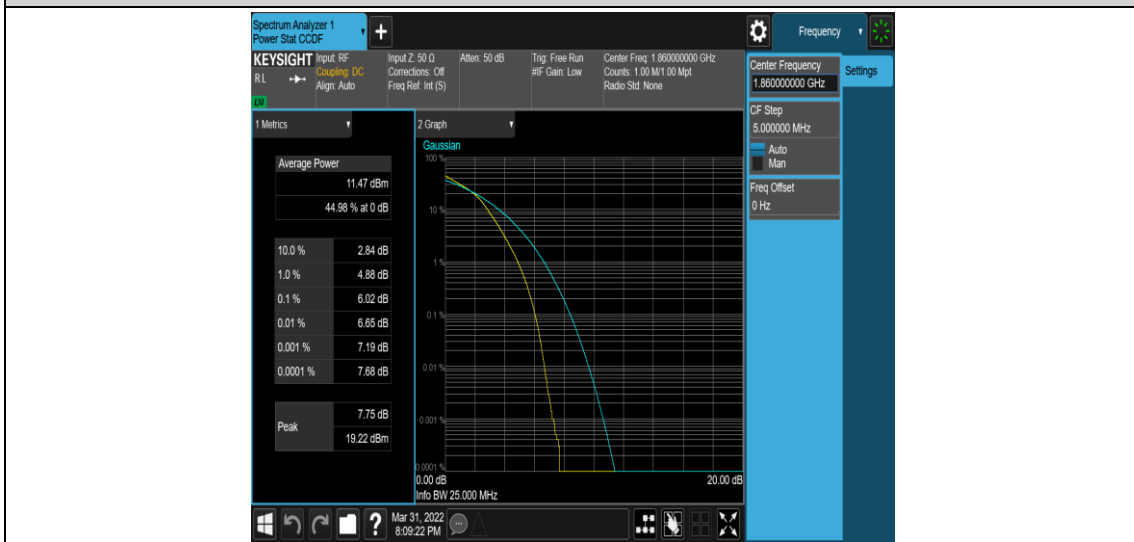 Spectrum Analyzer 1
Power Stat CCDF
+
Frequency
KEYSIGHT
RL
Input: RF
Coupling: DC
Align: Auto
Input Z: 50 Ω
Corrections: Off
Freq Ref: Int (S)
Atten: 50 dB
Trig: Free Run
#IF Gain: Low
Center Freq: 1.860000000 GHz
Counts: 1.00 M/1.00 Mpt
Radio Std: None
Center Frequency
1.860000000 GHz
Settings
CF Step
5.000000 MHz
Auto
Man
Freq Offset
0 Hz
1 Metrics
Average Power
11.47 dBm
44.98 % at 0 dB
10.0 % 2.84 dB
1.0 % 4.88 dB
0.1 % 6.02 dB
0.01 % 6.65 dB
0.001 % 7.19 dB
0.0001 % 7.68 dB
Peak
7.75 dB
19.22 dBm
2 Graph
Gaussian
100 %
10 %
1 %
0.1 %
0.01 %
0.001 %
0.0001 %
0.00 dB 20.00 dB
Info BW 25.000 MHz
?
Mar 31, 2022
8:09:22 PM